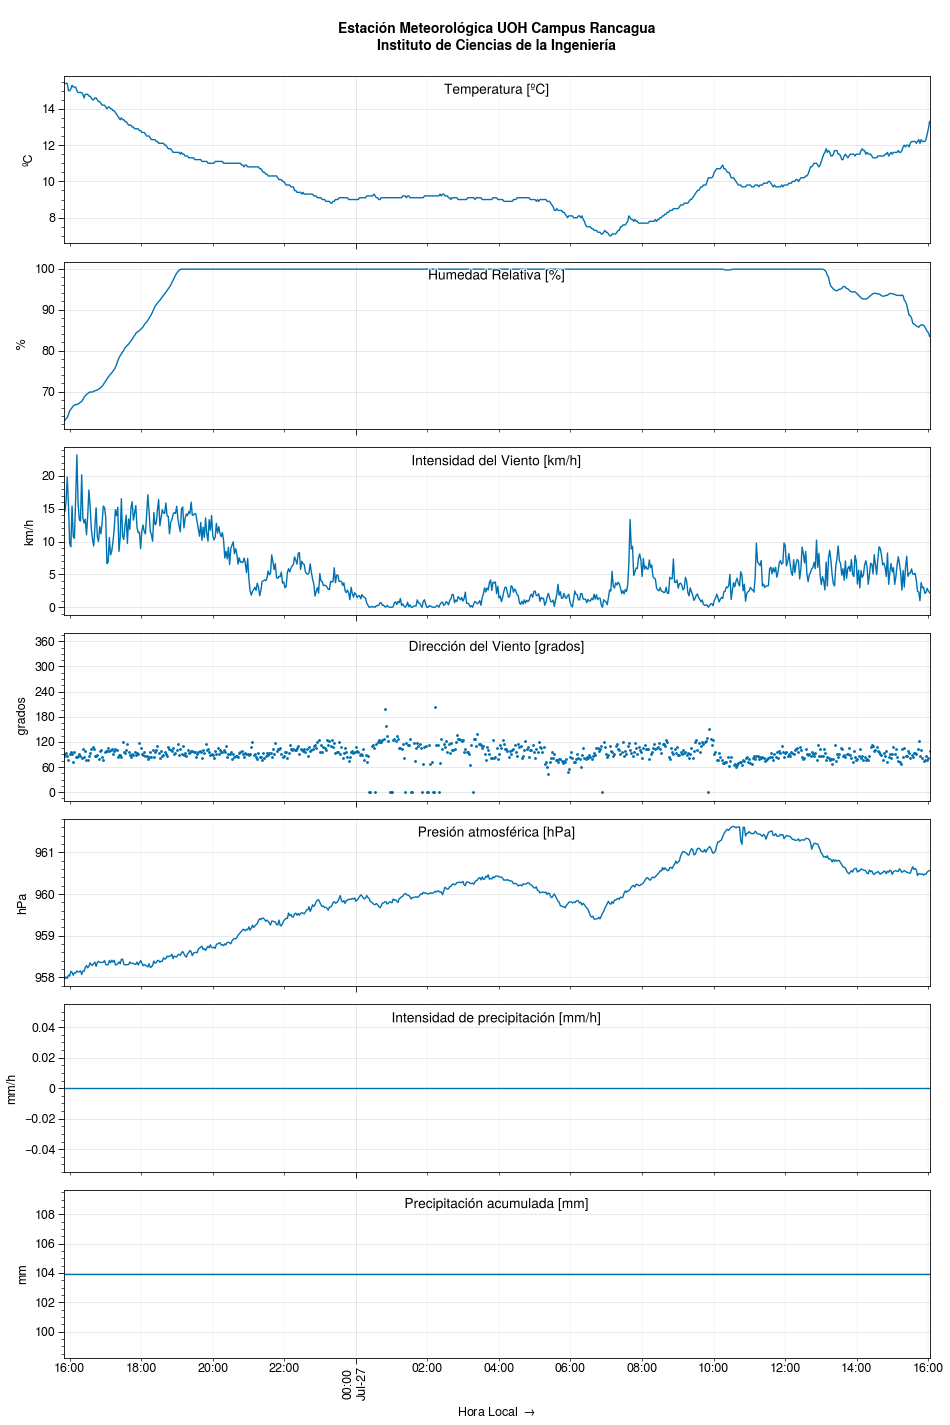 Estación Meteorológica UOH Campus Rancagua
Instituto de Ciencias de la Ingeniería
Temperatura [ºC]
ºC
14
12
10
8
Humedad Relativa [%]
%
100
90
80
70
Intensidad del Viento [km/h]
km/h
20
15
10
5
0
Dirección del Viento [grados]
grados
360
300
240
180
120
60
0
Presión atmosférica [hPa]
hPa
961
960
959
958
Intensidad de precipitación [mm/h]
mm/h
0.04
0.02
0
−0.02
−0.04
Precipitación acumulada [mm]
mm
108
106
104
102
100
16:00 18:00 20:00 22:00 00:00 02:00 04:00 06:00 08:00 10:00 12:00 14:00 16:00
Jul-27
Hora Local →